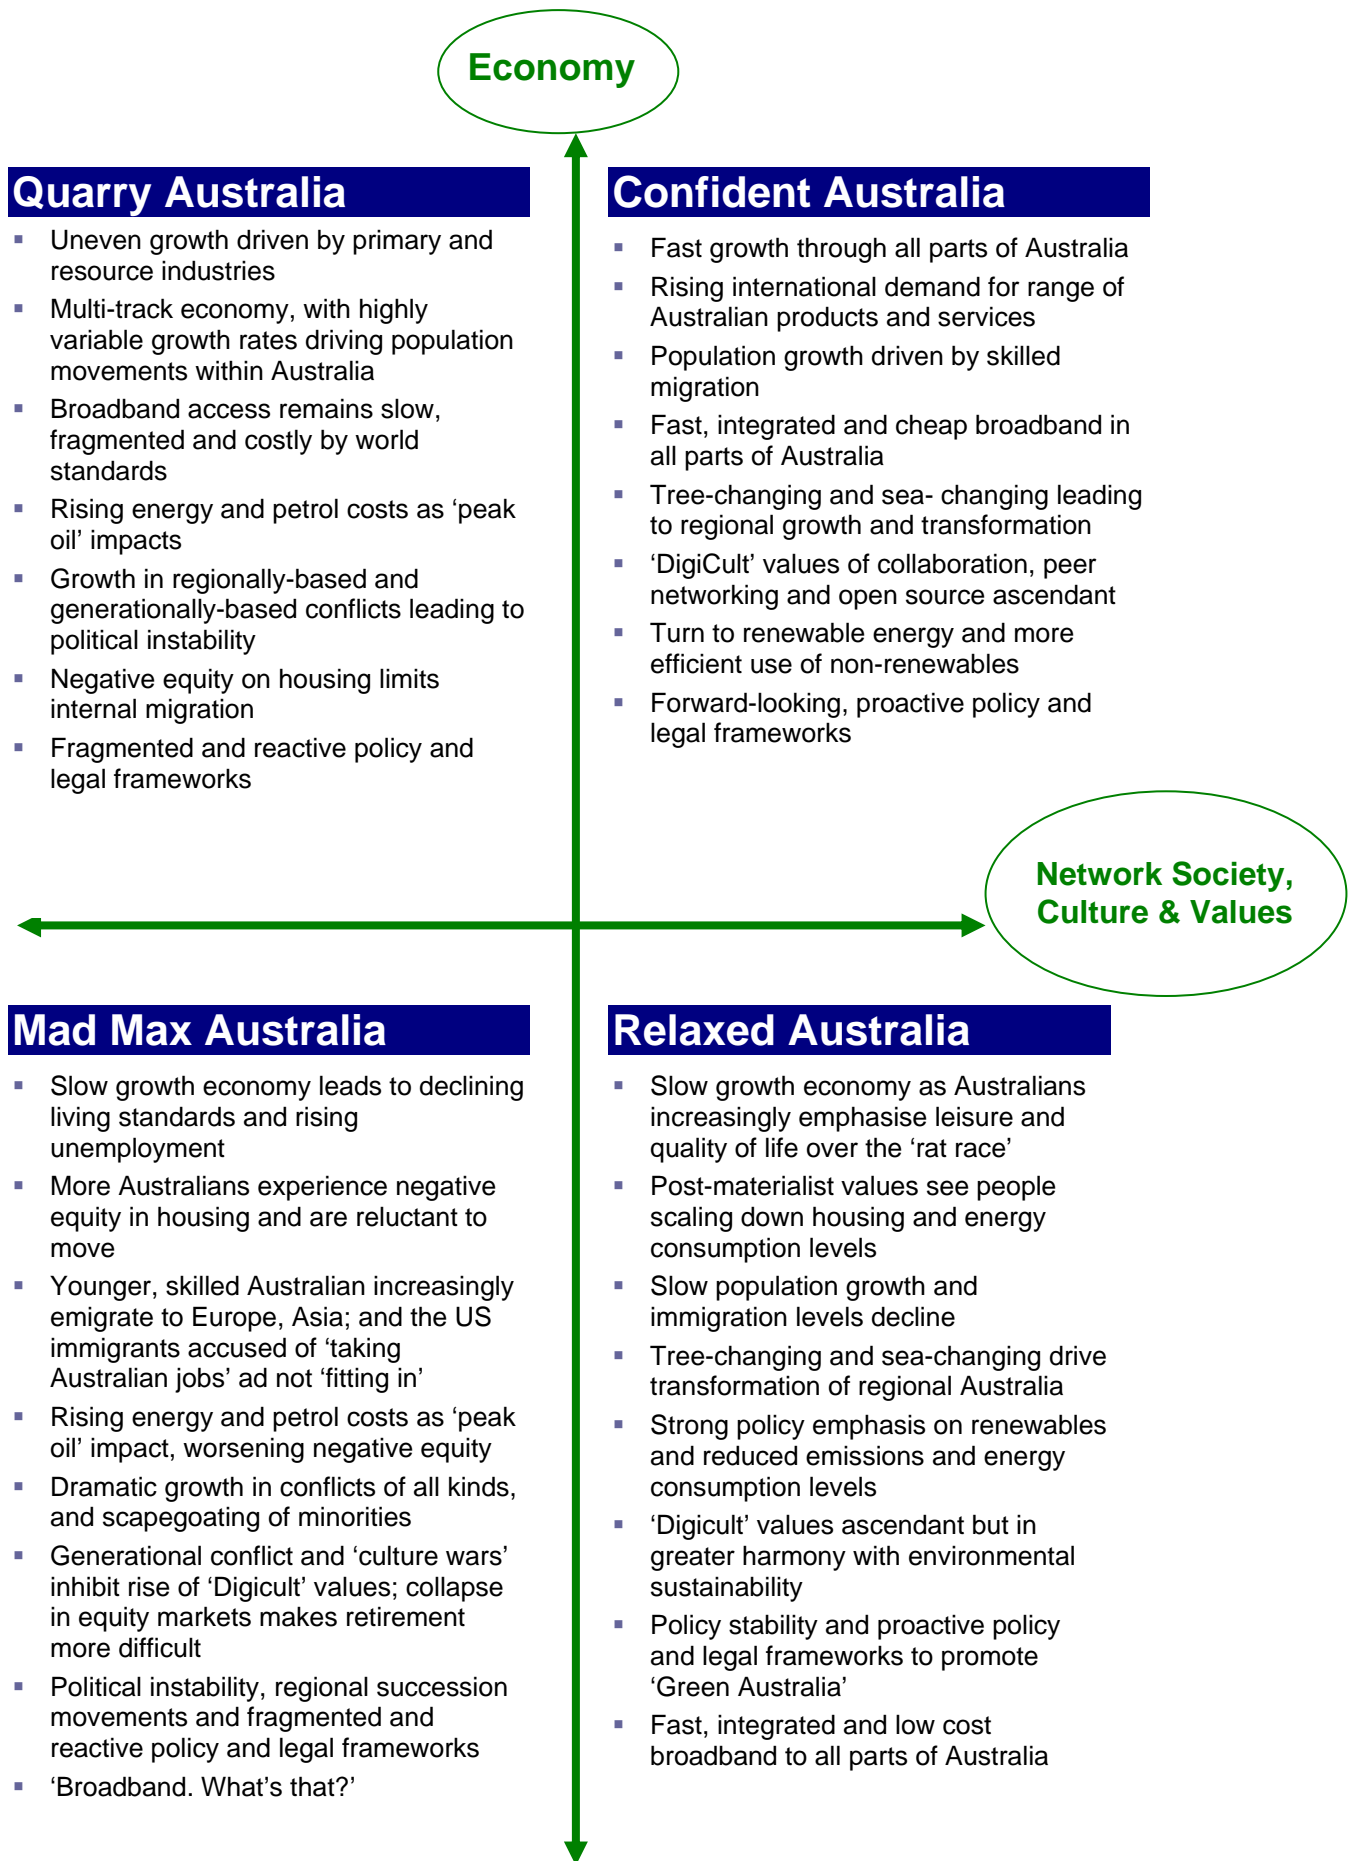 Economy
Quarry Australia
▪ Uneven growth driven by primary and
resource industries
▪ Multi-track economy, with highly
variable growth rates driving population
movements within Australia
▪ Broadband access remains slow,
fragmented and costly by world
standards
▪ Rising energy and petrol costs as ‘peak
oil’ impacts
▪ Growth in regionally-based and
generationally-based conflicts leading to
political instability
▪ Negative equity on housing limits
internal migration
▪ Fragmented and reactive policy and
legal frameworks
Confident Australia
▪ Fast growth through all parts of Australia
▪ Rising international demand for range of
Australian products and services
▪ Population growth driven by skilled
migration
▪ Fast, integrated and cheap broadband in
all parts of Australia
▪ Tree-changing and sea- changing leading
to regional growth and transformation
▪ ‘DigiCult’ values of collaboration, peer
networking and open source ascendant
▪ Turn to renewable energy and more
efficient use of non-renewables
▪ Forward-looking, proactive policy and
legal frameworks
Network Society,
Culture & Values
Mad Max Australia
▪ Slow growth economy leads to declining
living standards and rising
unemployment
▪ More Australians experience negative
equity in housing and are reluctant to
move
▪ Younger, skilled Australian increasingly
emigrate to Europe, Asia; and the US
immigrants accused of ‘taking
Australian jobs’ ad not ‘fitting in’
▪ Rising energy and petrol costs as ‘peak
oil’ impact, worsening negative equity
▪ Dramatic growth in conflicts of all kinds,
and scapegoating of minorities
▪ Generational conflict and ‘culture wars’
inhibit rise of ‘Digicult’ values; collapse
in equity markets makes retirement
more difficult
▪ Political instability, regional succession
movements and fragmented and
reactive policy and legal frameworks
▪ ‘Broadband. What’s that?’
Relaxed Australia
▪ Slow growth economy as Australians
increasingly emphasise leisure and
quality of life over the ‘rat race’
▪ Post-materialist values see people
scaling down housing and energy
consumption levels
▪ Slow population growth and
immigration levels decline
▪ Tree-changing and sea-changing drive
transformation of regional Australia
▪ Strong policy emphasis on renewables
and reduced emissions and energy
consumption levels
▪ ‘Digicult’ values ascendant but in
greater harmony with environmental
sustainability
▪ Policy stability and proactive policy
and legal frameworks to promote
‘Green Australia’
▪ Fast, integrated and low cost
broadband to all parts of Australia